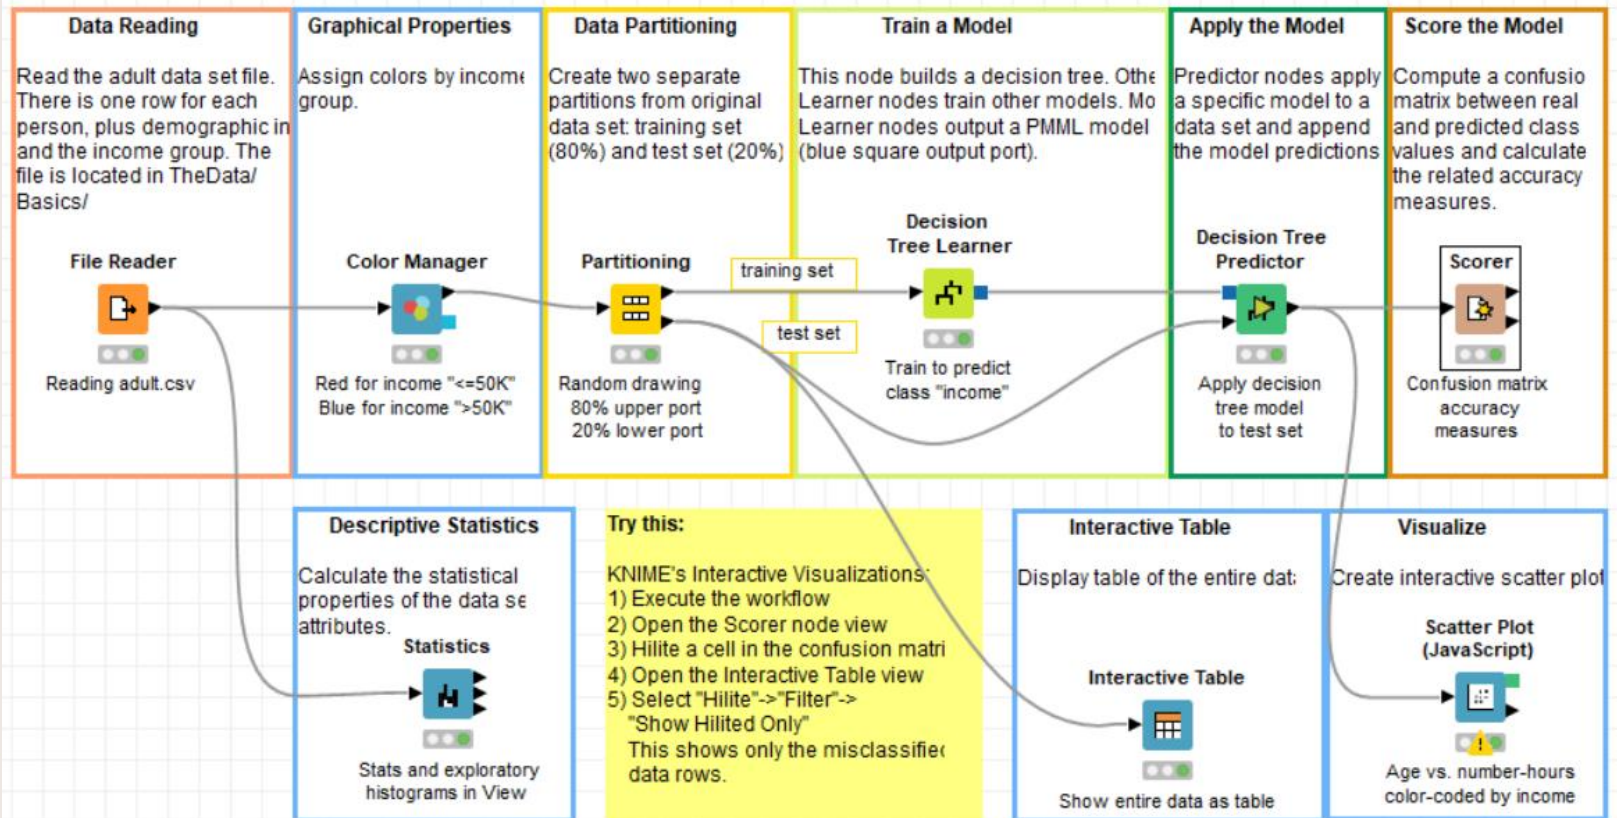 Data Reading
Read the adult data set file.
There is one row for each
person, plus demographic in
and the income group. The
file is located in TheData/
Basics/
File Reader
Reading adult.csv
Graphical Properties
Assign colors by income
group.
Color Manager
Red for income "<=50K"
Blue for income ">50K"
Data Partitioning
Create two separate
partitions from original
data set: training set
(80%) and test set (20%)
Partitioning
training set
test set
Random drawing
80% upper port
20% lower port
Train a Model
This node builds a decision tree. Othe
Learner nodes train other models. Mo
Learner nodes output a PMML model
(blue square output port).
Decision
Tree Learner
Train to predict
class "income"
Apply the Model
Predictor nodes apply
a specific model to a
data set and append
the model predictions
Decision Tree
Predictor
Apply decision
tree model
to test set
Score the Model
Compute a confusio
matrix between real
and predicted class
values and calculate
the related accuracy
measures.
Scorer
Confusion matrix
accuracy
measures
Descriptive Statistics
Calculate the statistical
properties of the data se
attributes.
Statistics
Stats and exploratory
histograms in View
Try this:
KNIME's Interactive Visualizations:
1) Execute the workflow
2) Open the Scorer node view
3) Hilite a cell in the confusion matri
4) Open the Interactive Table view
5) Select "Hilite"->"Filter"->
"Show Hilited Only"
This shows only the misclassified
data rows.
Interactive Table
Display table of the entire data
Interactive Table
Show entire data as table
Visualize
Create interactive scatter plot
Scatter Plot
(JavaScript)
Age vs. number-hours
color-coded by income